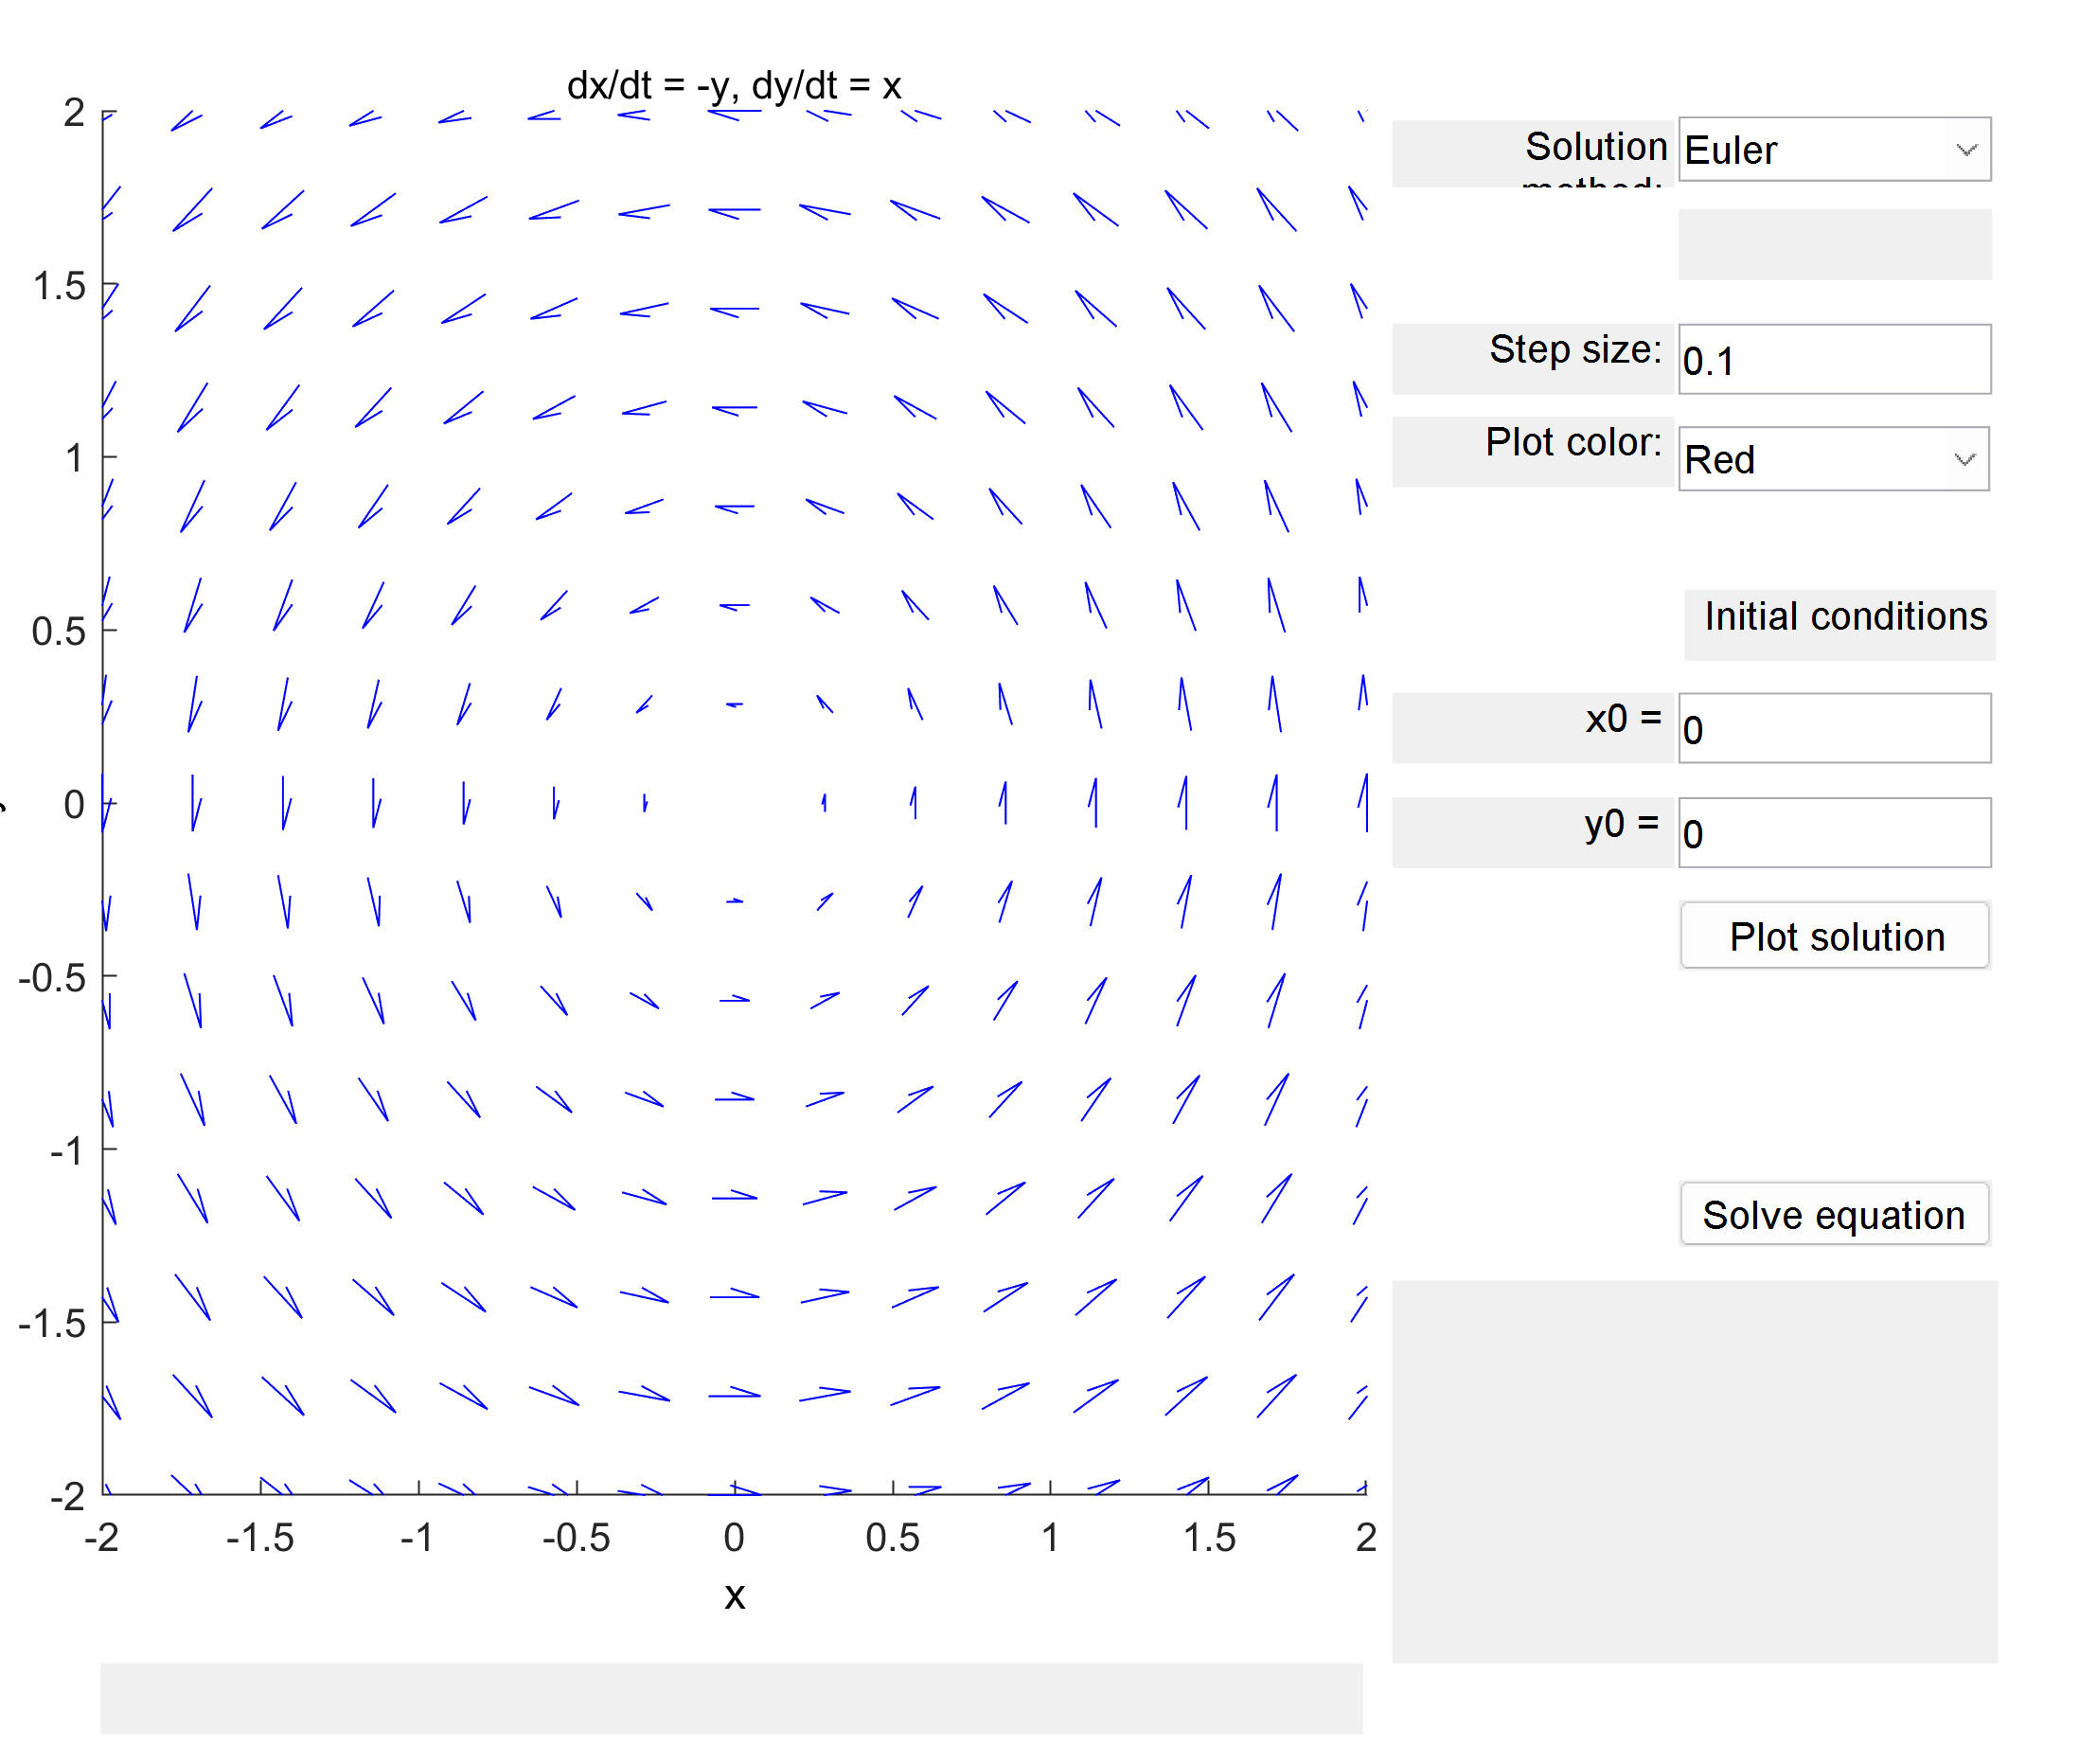 dx/dt = -y, dy/dt = x
2
1.5
1
0.5
0
-0.5
-1
-1.5
-2
-2
-1.5
-1
-0.5
0
0.5
1
1.5
2
x
Solution
Euler
Step size:
0.1
Plot color:
Red
Initial conditions
x0 =
0
y0 =
0
Plot solution
Solve equation